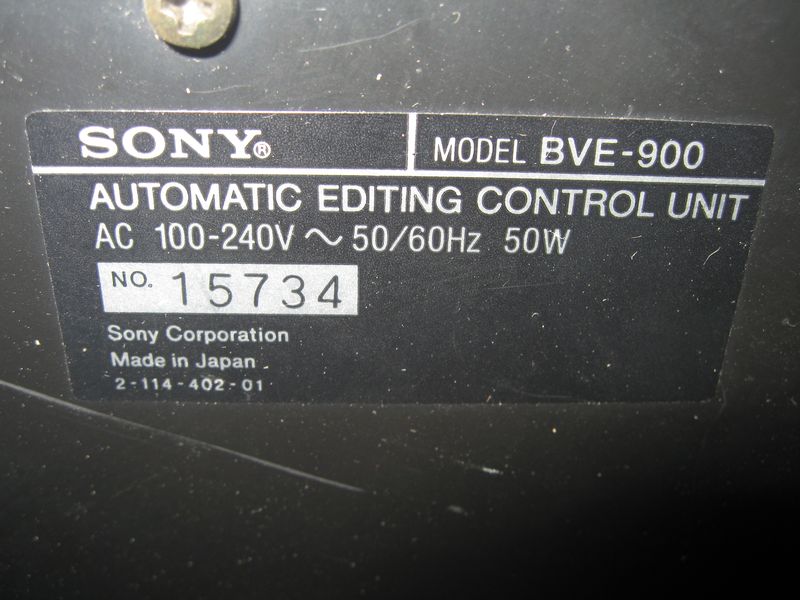 SONY® MODEL BVE-900
AUTOMATIC EDITING CONTROL UNIT
AC 100-240V ～ 50/60Hz 50W
NO. 15734
Sony Corporation
Made in Japan
2-114-402-01